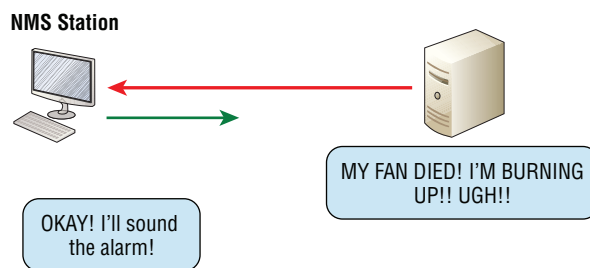 NMS Station
MY FAN DIED! I'M BURNING
UP!! UGH!!
OKAY! I'll sound
the alarm!